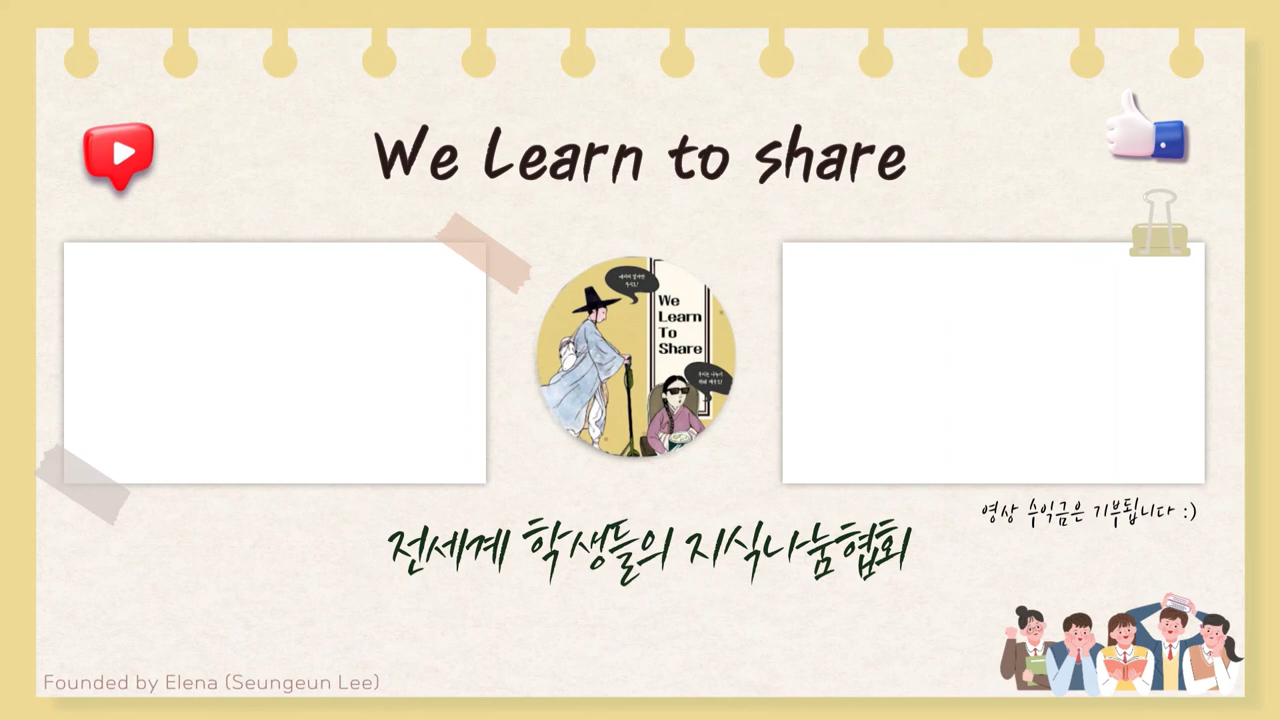 We Learn to share
We
Learn
To
Share
영상 수익금은 기부됩니다 :)
전세계 학생들의 지식나눔협회
Founded by Elena (Seungeun Lee)